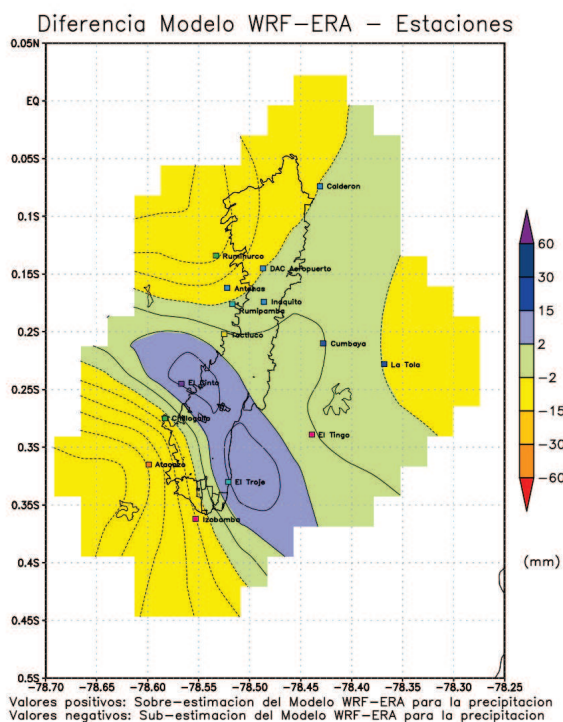 Diferencia Modelo WRF-ERA - Estaciones
0.05N
EQ
0.05S
0.1S
0.15S
0.2S
0.25S
0.3S
0.35S
0.4S
0.45S
0.5S
Calderon
Rumihurco
DAC Aeropuerto
Antenas
Inaquito
Rumipamba
Cumbaya
La Tola
El Cinto
El Tingo
Atacazo
El Troje
Izobamba
60
30
15
2
-2
-15
-30
-60
(mm)
-78.70 -78.65 -78.60 -78.55 -78.50 -78.45 -78.40 -78.35 -78.30 -78.25
Valores positivos: Sobre-estimacion del Modelo WRF-ERA para la precipitacion
Valores negativos: Sub-estimacion del Modelo WRF-ERA para la precipitacion